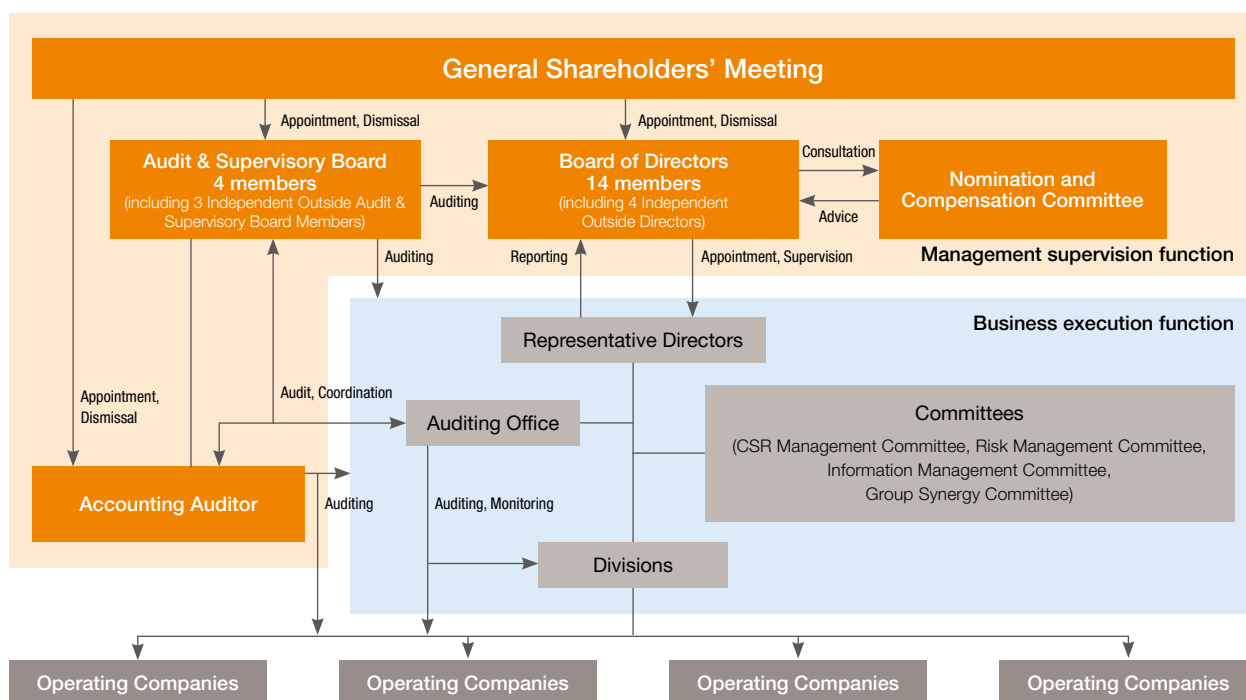 General Shareholders' Meeting
Appointment, Dismissal
Appointment, Dismissal
Audit & Supervisory Board
4 members
(including 3 Independent Outside Audit &
Supervisory Board Members)
Auditing
Board of Directors
14 members
(including 4 Independent
Outside Directors)
Consultation
Advice
Nomination and
Compensation Committee
Auditing
Reporting
Appointment, Supervision
Management supervision function
Business execution function
Representative Directors
Appointment,
Dismissal
Audit, Coordination
Auditing Office
Committees
(CSR Management Committee, Risk Management Committee,
Information Management Committee,
Group Synergy Committee)
Accounting Auditor
Auditing
Auditing, Monitoring
Divisions
Operating Companies
Operating Companies
Operating Companies
Operating Companies